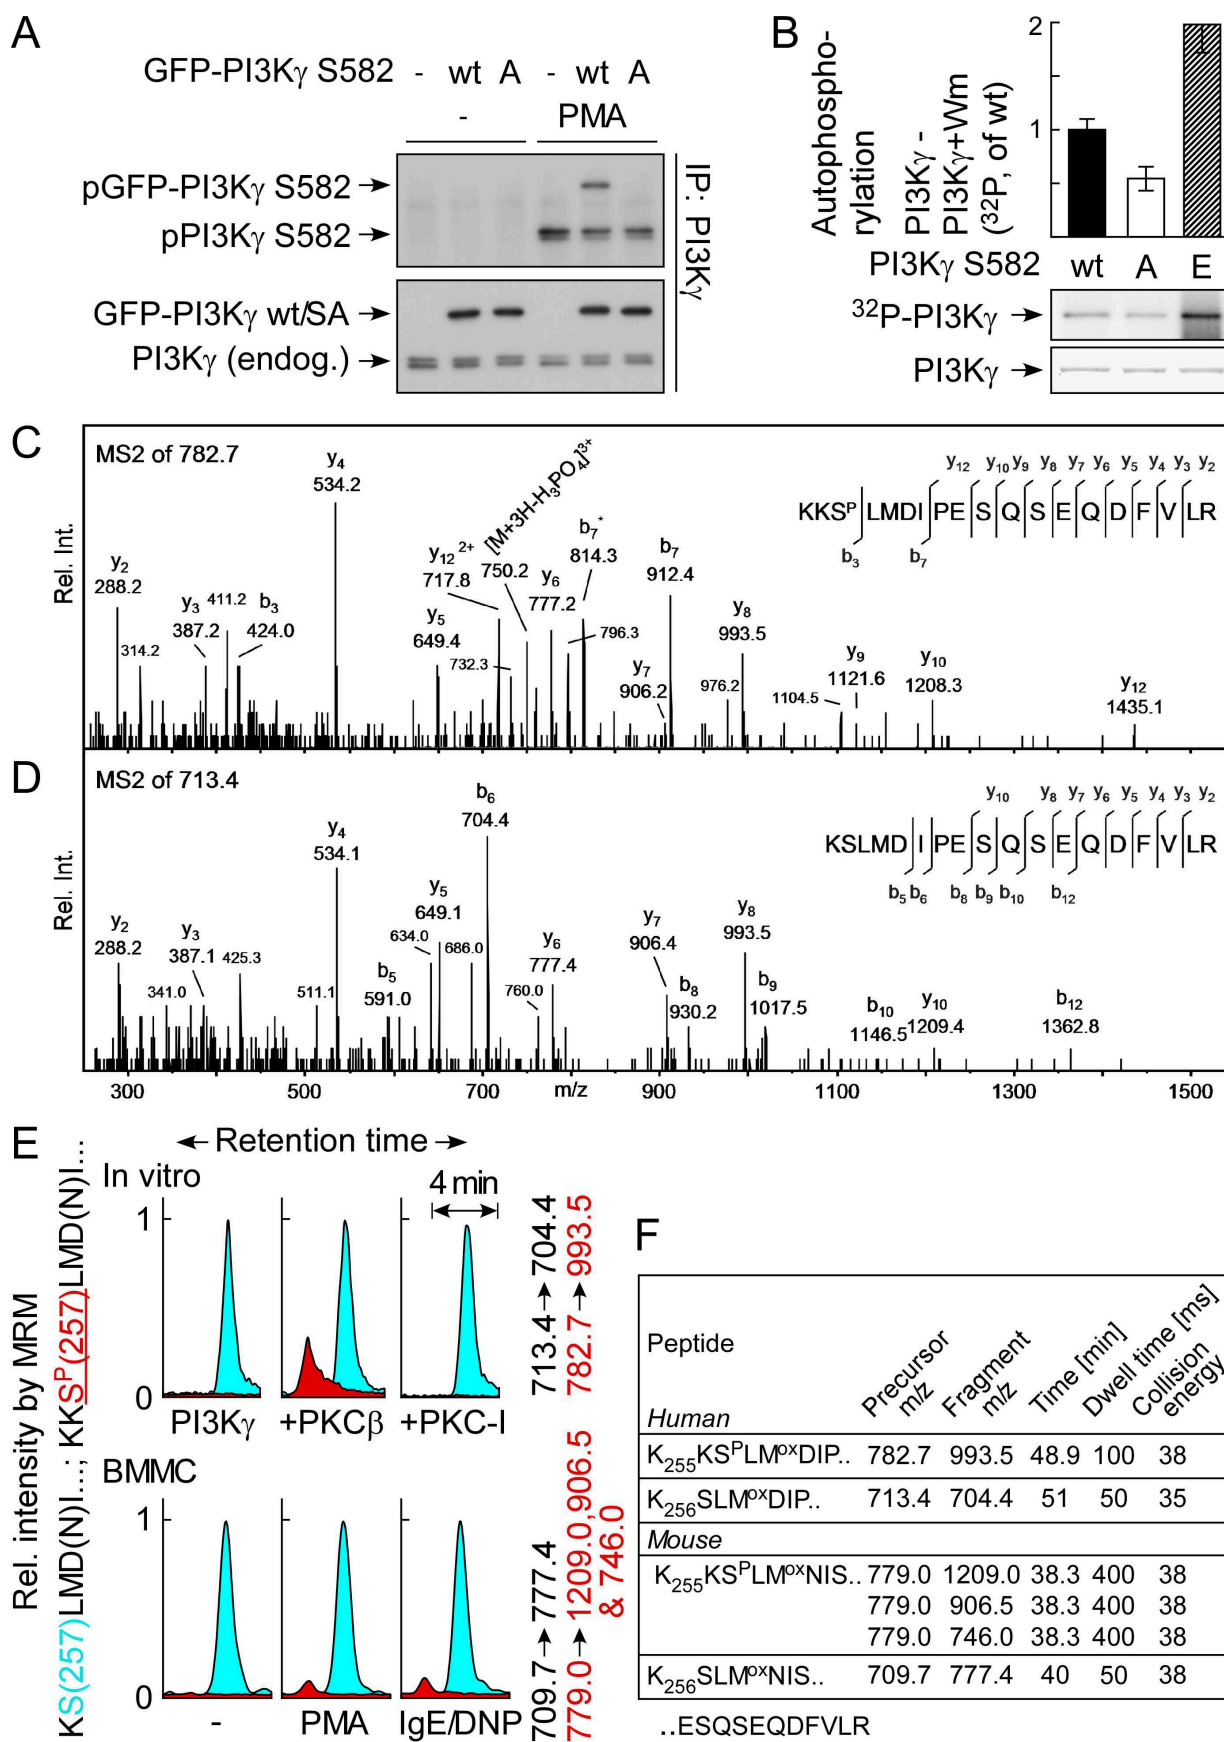 A
GFP-PI3Kγ S582 - wt A - wt A
- PMA
pGFP-PI3Kγ S582
pPI3Kγ S582
GFP-PI3Kγ wt/SA
PI3Kγ (endog.)
IP: PI3Kγ
B
Autophospho-
rylation
PI3Kγ -
PI3Kγ+Wm
(³²P, of wt)
2
1
PI3Kγ S582 wt A E
³²P-PI3Kγ
PI3Kγ
C
MS2 of 782.7
Rel. Int.
y₂
288.2
314.2
y₃
387.2
411.2
b₃
424.0
y₄
534.2
y₅
649.4
y₁₂²⁺
717.8
732.3
[M+3H-H₃PO₄]³⁺
750.2
y₆
777.2
796.3
b₇*
814.3
y₇
906.2
b₇
912.4
976.2
y₈
993.5
1104.5
y₉
1121.6
y₁₀
1208.3
y₁₂
1435.1
y₁₂ y₁₀ y₉ y₈ y₇ y₆ y₅ y₄ y₃ y₂
KKSᴾLMDIPESQSEQDFVLR
b₃ b₇
D
MS2 of 713.4
Rel. Int.
y₂
288.2
341.0
y₃
387.1
425.3
511.1
y₄
534.1
b₅
591.0
634.0
y₅
649.1
686.0
b₆
704.4
760.0
y₆
777.4
y₇
906.4
b₈
930.2
y₈
993.5
b₉
1017.5
b₁₀
1146.5
y₁₀
1209.4
b₁₂
1362.8
y₁₀ y₈ y₇ y₆ y₅ y₄ y₃ y₂
KSLMDIPESQSEQDFVLR
b₅ b₆ b₈ b₉ b₁₀ b₁₂
300 500 700 m/z 900 1100 1300 1500
E
Retention time
In vitro
4 min
Rel. intensity by MRM
KS(257)LMD(N)I...; KKSᴾ(257)LMD(N)I...
1
0
PI3Kγ +PKCβ +PKC-I
713.4→704.4
782.7→993.5
BMMC
1
0
- PMA IgE/DNP
709.7→777.4
779.0→1209.0,906.5
& 746.0
F
Peptide Precursor m/z Fragment m/z Time [min] Dwell time [ms] Collision energy
Human
K₂₅₅KSᴾLMᵒˣDIP.. 782.7 993.5 48.9 100 38
K₂₅₆SLMᵒˣDIP.. 713.4 704.4 51 50 35
Mouse
K₂₅₅KSᴾLMᵒˣNIS.. 779.0 1209.0 38.3 400 38
779.0 906.5 38.3 400 38
779.0 746.0 38.3 400 38
K₂₅₆SLMᵒˣNIS.. 709.7 777.4 40 50 38
..ESQSEQDFVLR